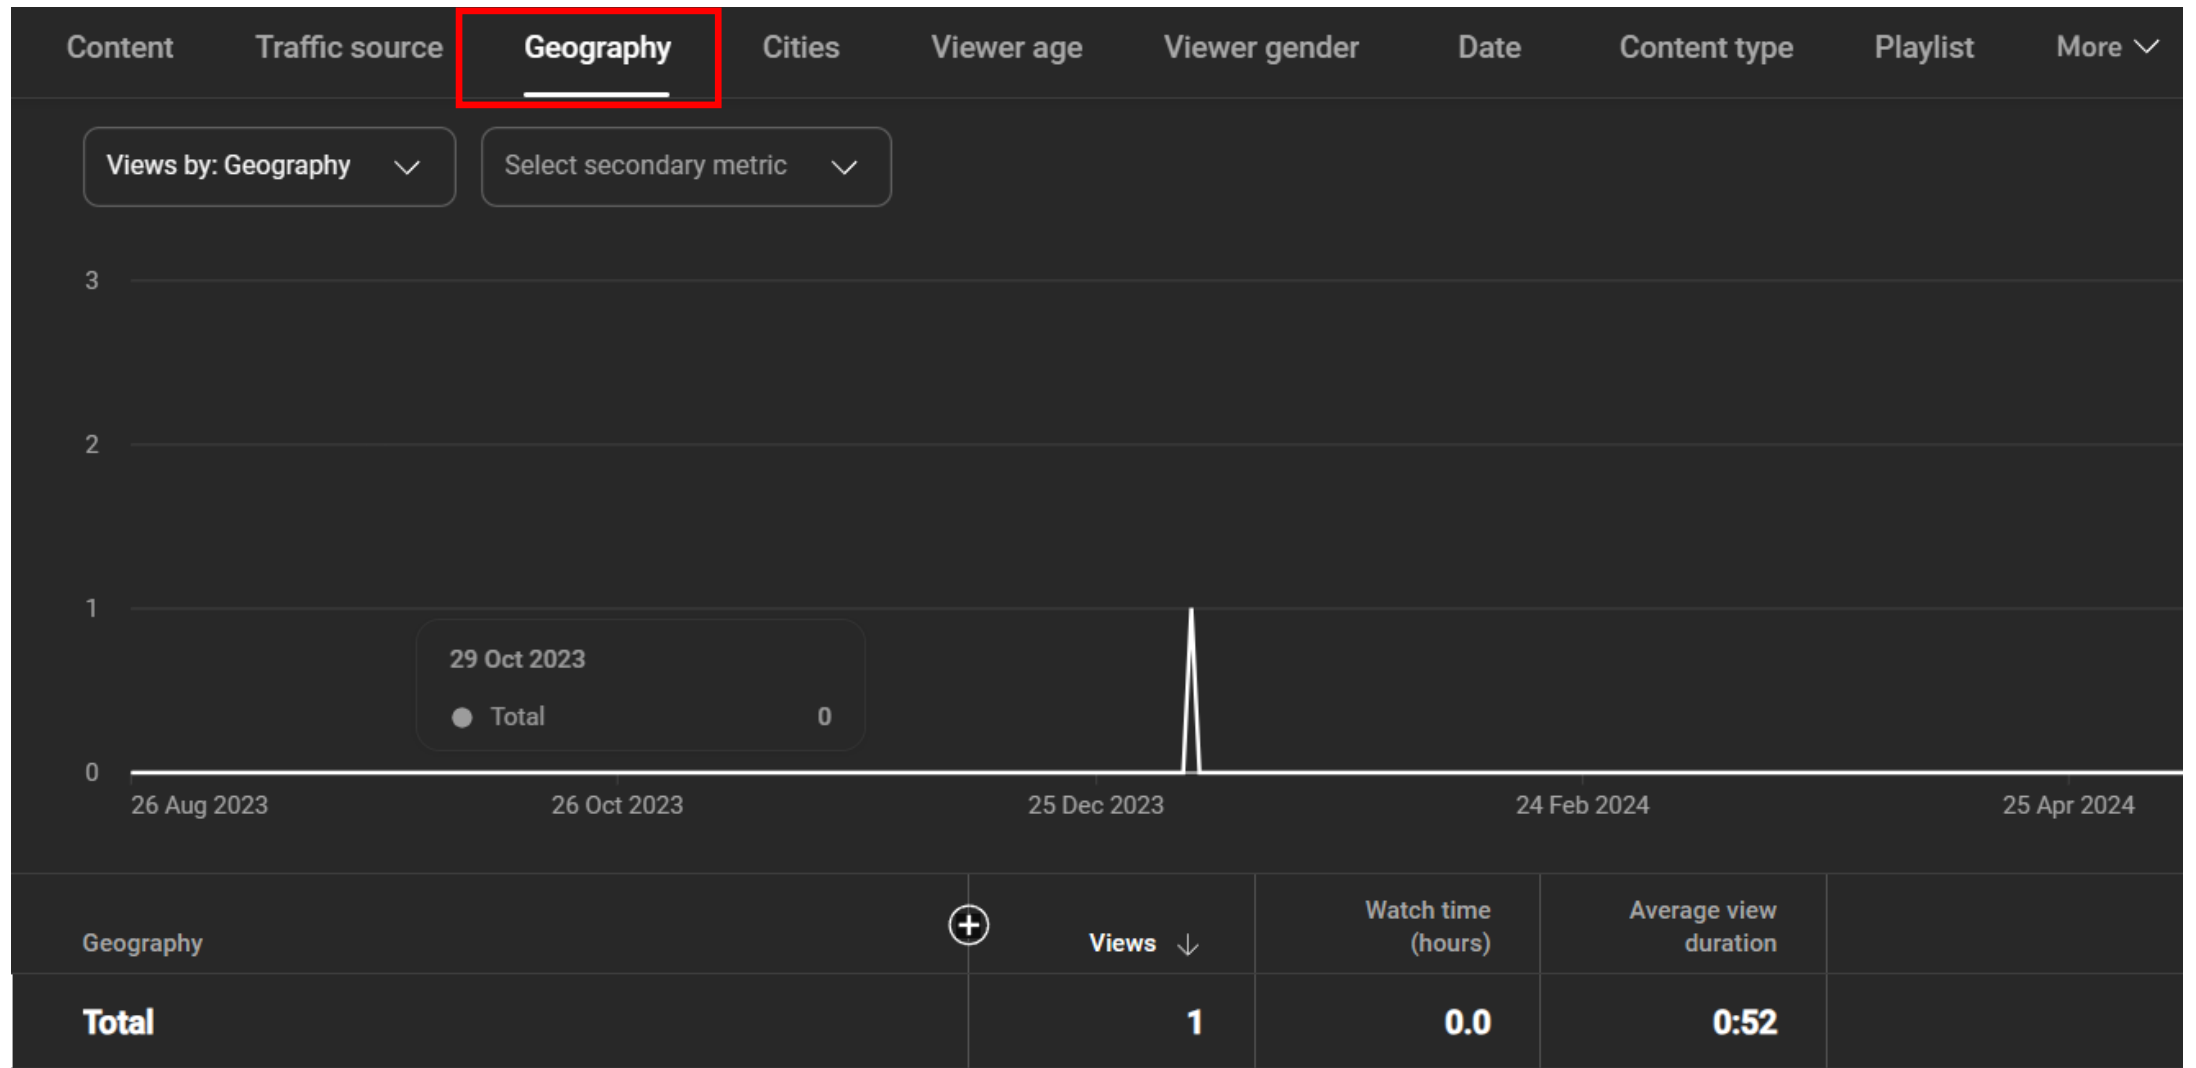 Content Traffic source Geography Cities Viewer age Viewer gender Date Content type Playlist More
Views by: Geography Select secondary metric
3
2
1
29 Oct 2023
Total 0
0
26 Aug 2023 26 Oct 2023 25 Dec 2023 24 Feb 2024 25 Apr 2024
Geography Views Watch time (hours) Average view duration
Total 1 0.0 0:52